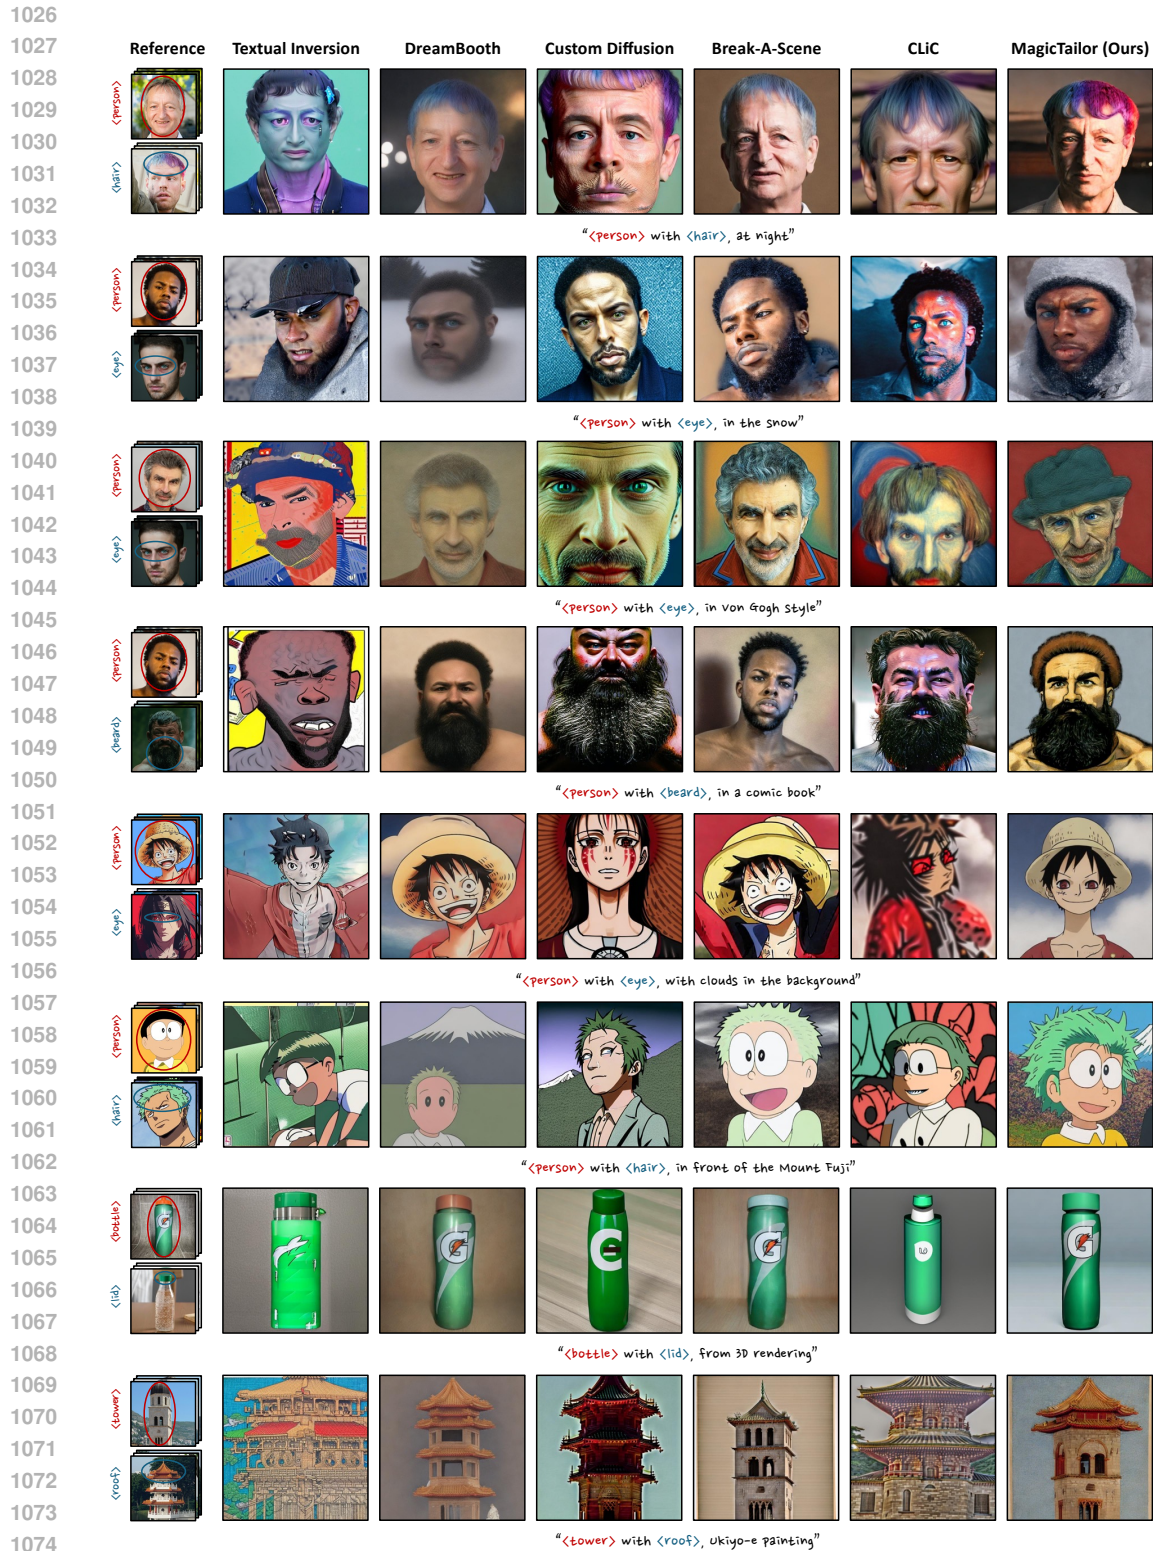 1026
1027
Reference Textual Inversion DreamBooth Custom Diffusion Break-A-Scene CLiC MagicTailor (Ours)
1028
<person>
1029
1030
<hair>
1031
1032
1033
"<person> with <hair>, at night"
1034
<person>
1035
1036
<eye>
1037
1038
1039
"<person> with <eye>, in the snow"
1040
<person>
1041
1042
<eye>
1043
1044
1045
"<person> with <eye>, in Von Gogh style"
1046
<person>
1047
1048
<beard>
1049
1050
"<person> with <beard>, in a comic book"
1051
1052
<person>
1053
1054
<eye>
1055
1056
"<person> with <eye>, with clouds in the background"
1057
1058
<person>
1059
1060
<hair>
1061
1062
"<person> with <hair>, in front of the Mount Fuji"
1063
1064
<bottle>
G
G
G
G
G
1065
1066
<lid>
1067
1068
"<bottle> with <lid>, from 3D rendering"
1069
1070
<tower>
1071
1072
<roof>
1073
1074
"<tower> with <roof>, Ukiyo-e painting"